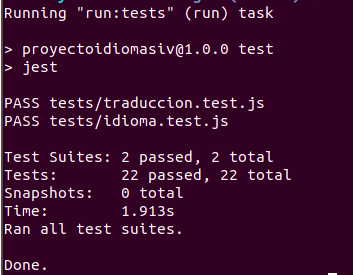 Running "run:tests" (run) task
> proyectoidiomasiv@1.0.0 test
> jest
PASS tests/traduccion.test.js
PASS tests/idioma.test.js
Test Suites: 2 passed, 2 total
Tests:       22 passed, 22 total
Snapshots:   0 total
Time:        1.913s
Ran all test suites.
Done.